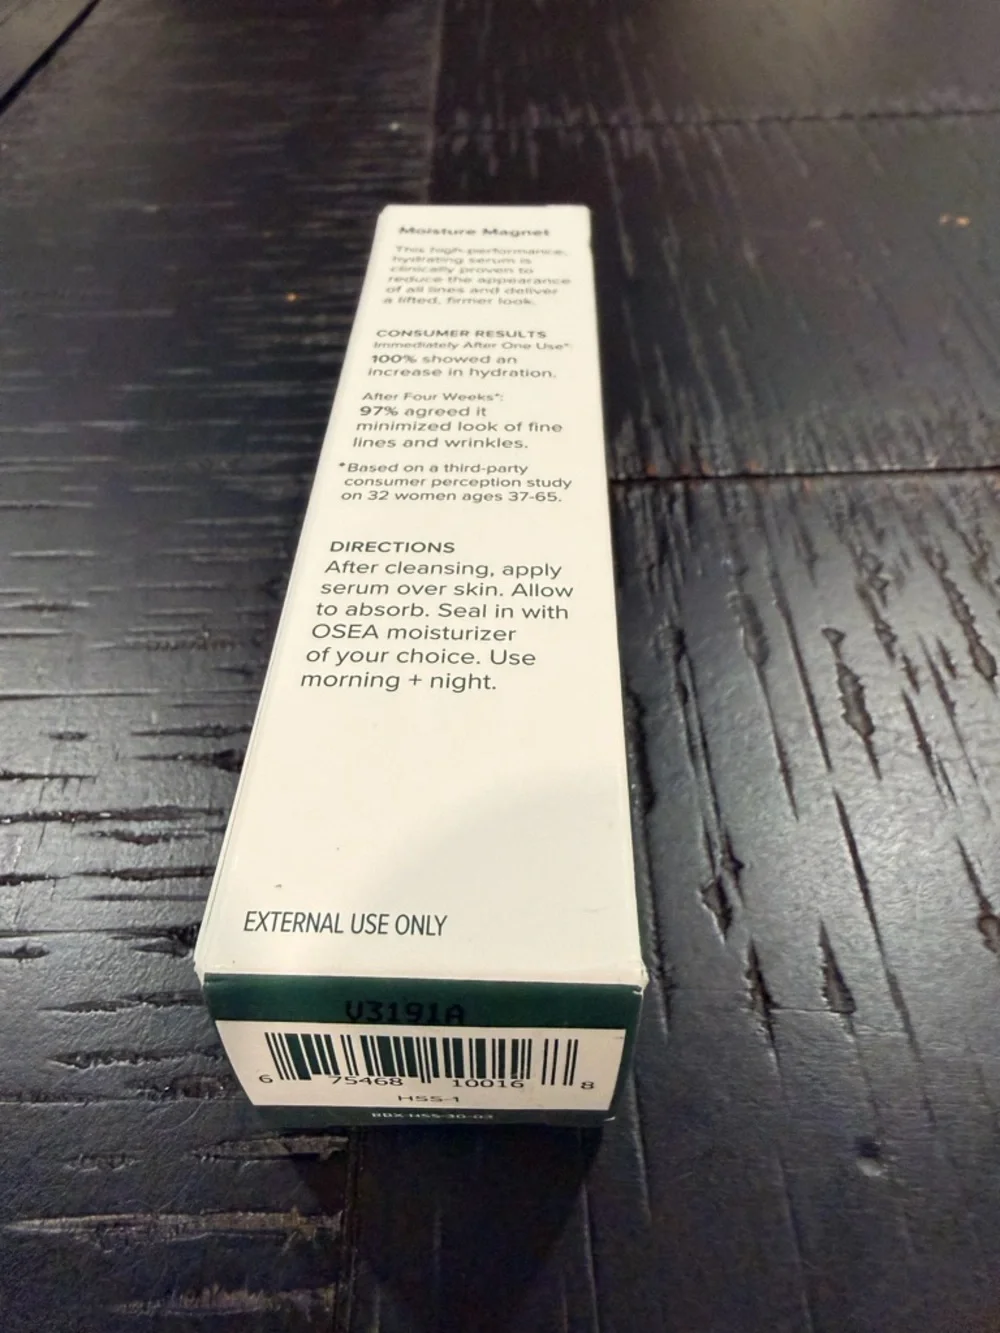 Moisture Magnet
This high-performance,
hydrating serum is
clinically proven to
reduce the appearance
of all lines and deliver
a lifted, firmer look.
CONSUMER RESULTS
Immediately After One Use*:
100% showed an
increase in hydration.
After Four Weeks*:
97% agreed it
minimized look of fine
lines and wrinkles.
*Based on a third-party
consumer perception study
on 32 women ages 37-65.
DIRECTIONS
After cleansing, apply
serum over skin. Allow
to absorb. Seal in with
OSEA moisturizer
of your choice. Use
morning + night.
EXTERNAL USE ONLY
V3191A
6 75468 10016 8
HSS-1
BBX-HSS-30-03